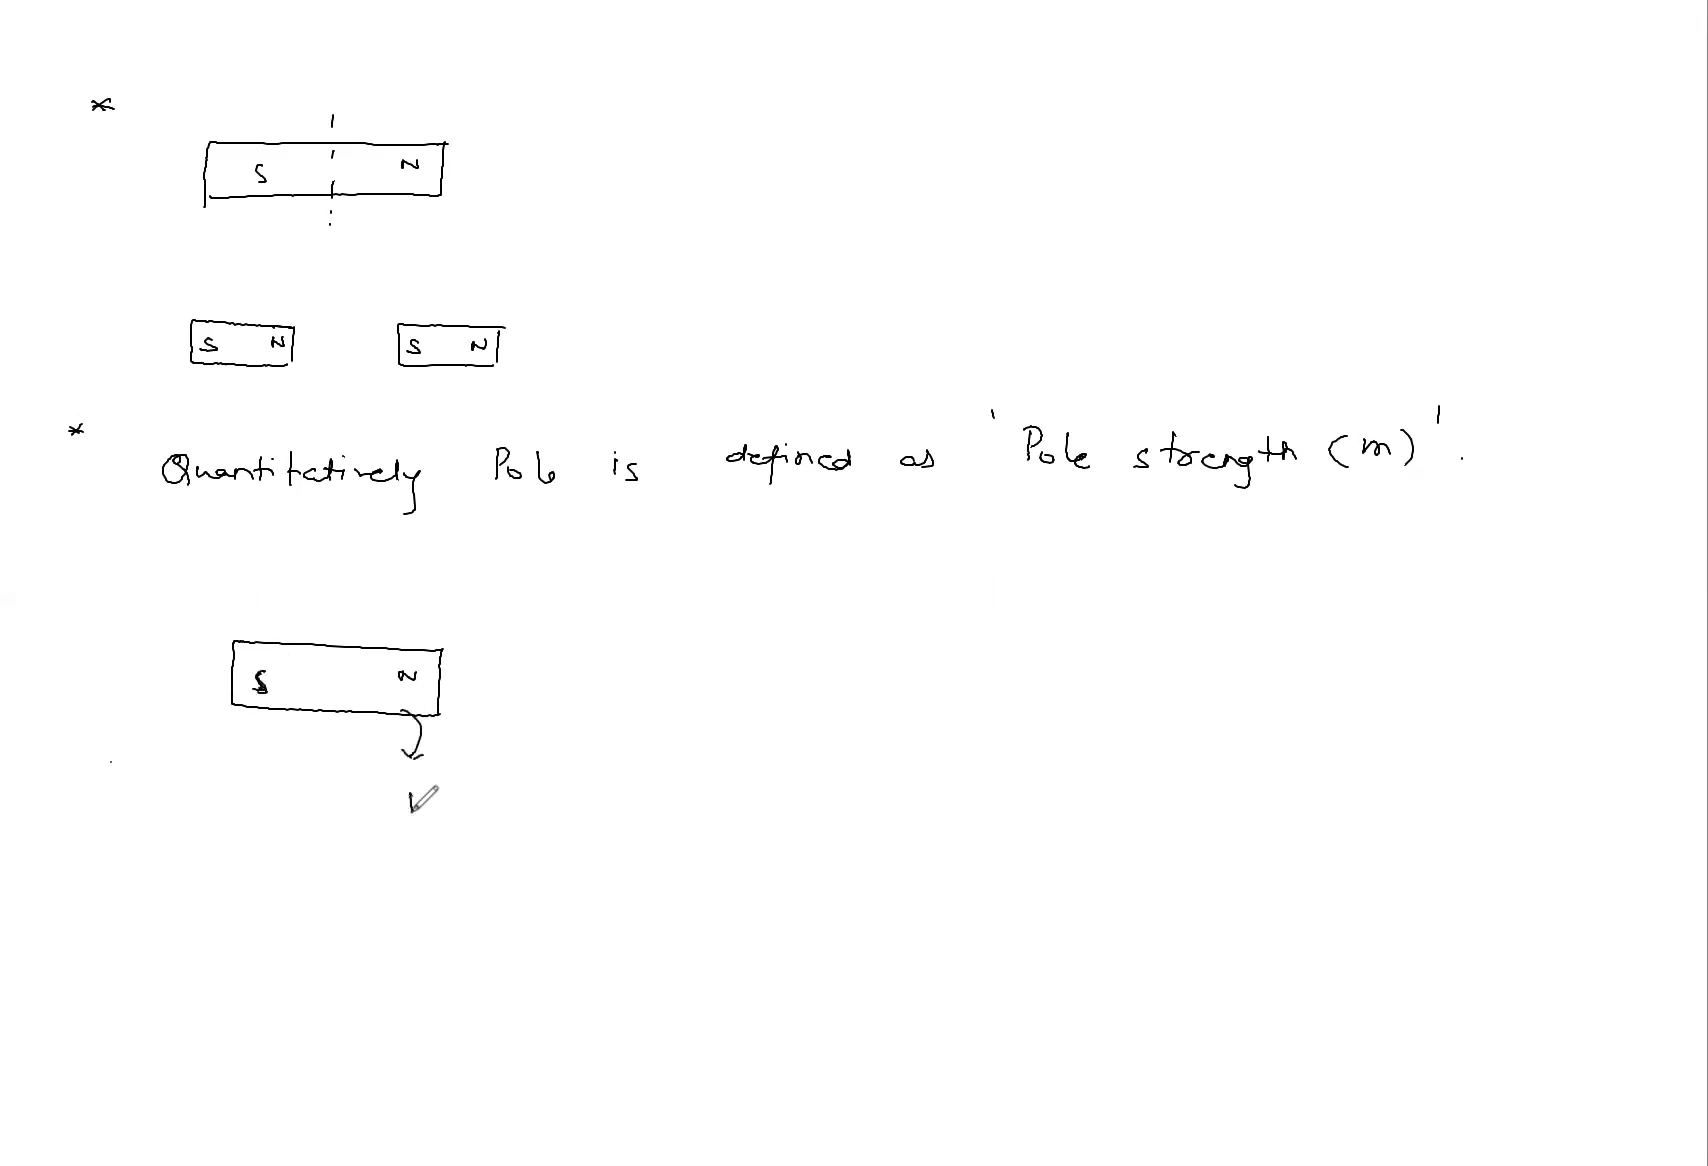 *
S N
S N S N
* Quantitatively Pole is defined as 'Pole strength (m)'.
S N